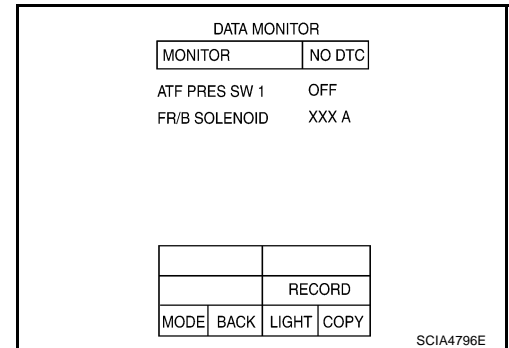 DATA MONITOR
MONITOR NO DTC
ATF PRES SW 1 OFF
FR/B SOLENOID XXX A
RECORD
MODE BACK LIGHT COPY
SCIA4796E